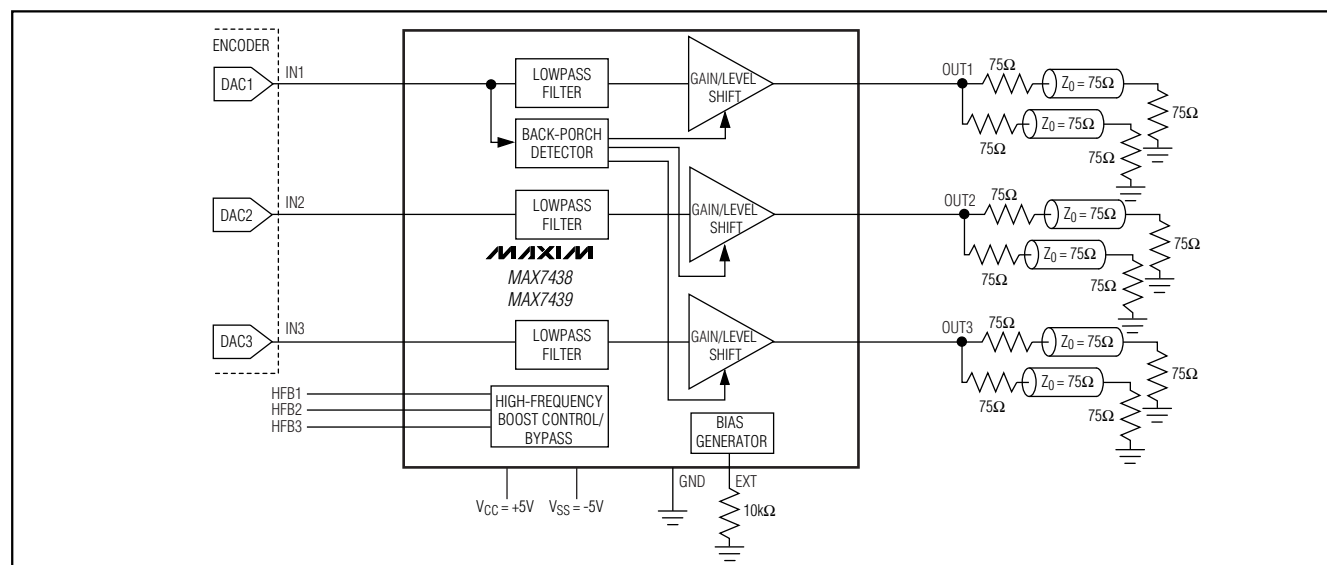 ENCODER
DAC1
IN1
LOWPASS
FILTER
GAIN/LEVEL
SHIFT
OUT1
75Ω
Z0 = 75Ω
75Ω
75Ω
Z0 = 75Ω
75Ω
BACK-PORCH
DETECTOR
DAC2
IN2
LOWPASS
FILTER
GAIN/LEVEL
SHIFT
OUT2
75Ω
Z0 = 75Ω
75Ω
75Ω
Z0 = 75Ω
75Ω
MAXIM
MAX7438
MAX7439
DAC3
IN3
LOWPASS
FILTER
GAIN/LEVEL
SHIFT
OUT3
75Ω
Z0 = 75Ω
75Ω
75Ω
Z0 = 75Ω
75Ω
HFB1
HFB2
HFB3
HIGH-FREQUENCY
BOOST CONTROL/
BYPASS
BIAS
GENERATOR
VCC = +5V
VSS = -5V
GND
EXT
10kΩ